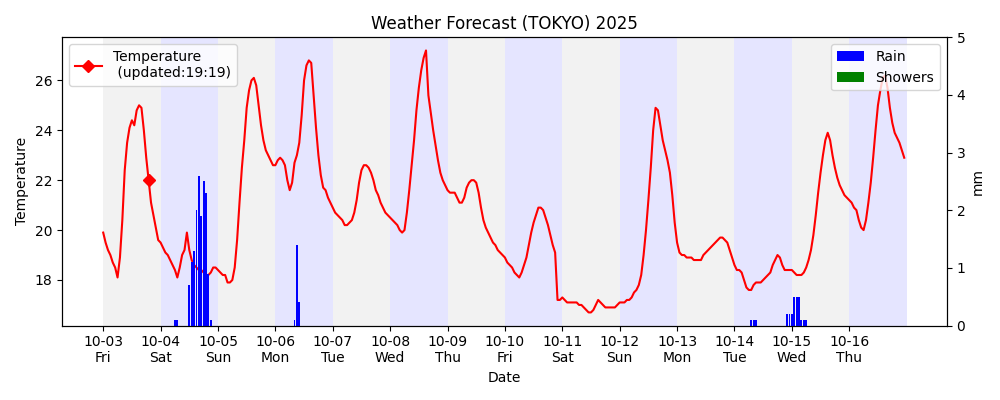 Weather Forecast (TOKYO) 2025
Temperature
(updated:19:19)
Rain
Showers
Temperature
26
24
22
20
18
5
4
3
2
1
0
mm
10-03 10-04 10-05 10-06 10-07 10-08 10-09 10-10 10-11 10-12 10-13 10-14 10-15 10-16
Fri Sat Sun Mon Tue Wed Thu Fri Sat Sun Mon Tue Wed Thu
Date